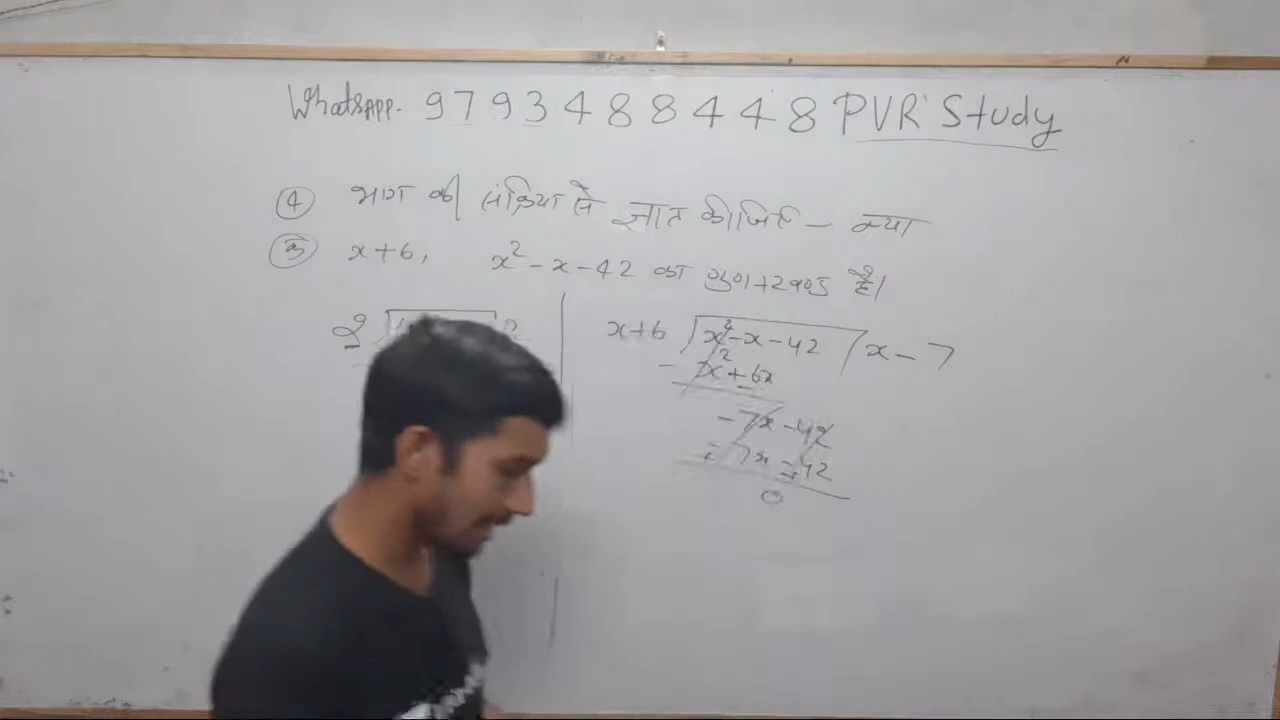 WhatsAPP. 9793488448 PVR Study
④ भाग की संक्रिया से ज्ञात कीजिए – क्या
क x+6, x² - x - 42 का गुणनखण्ड है।
2
x+6 x² - x - 42 x - 7
- x² + 6x
- 7x - 42
- 7x - 42
0